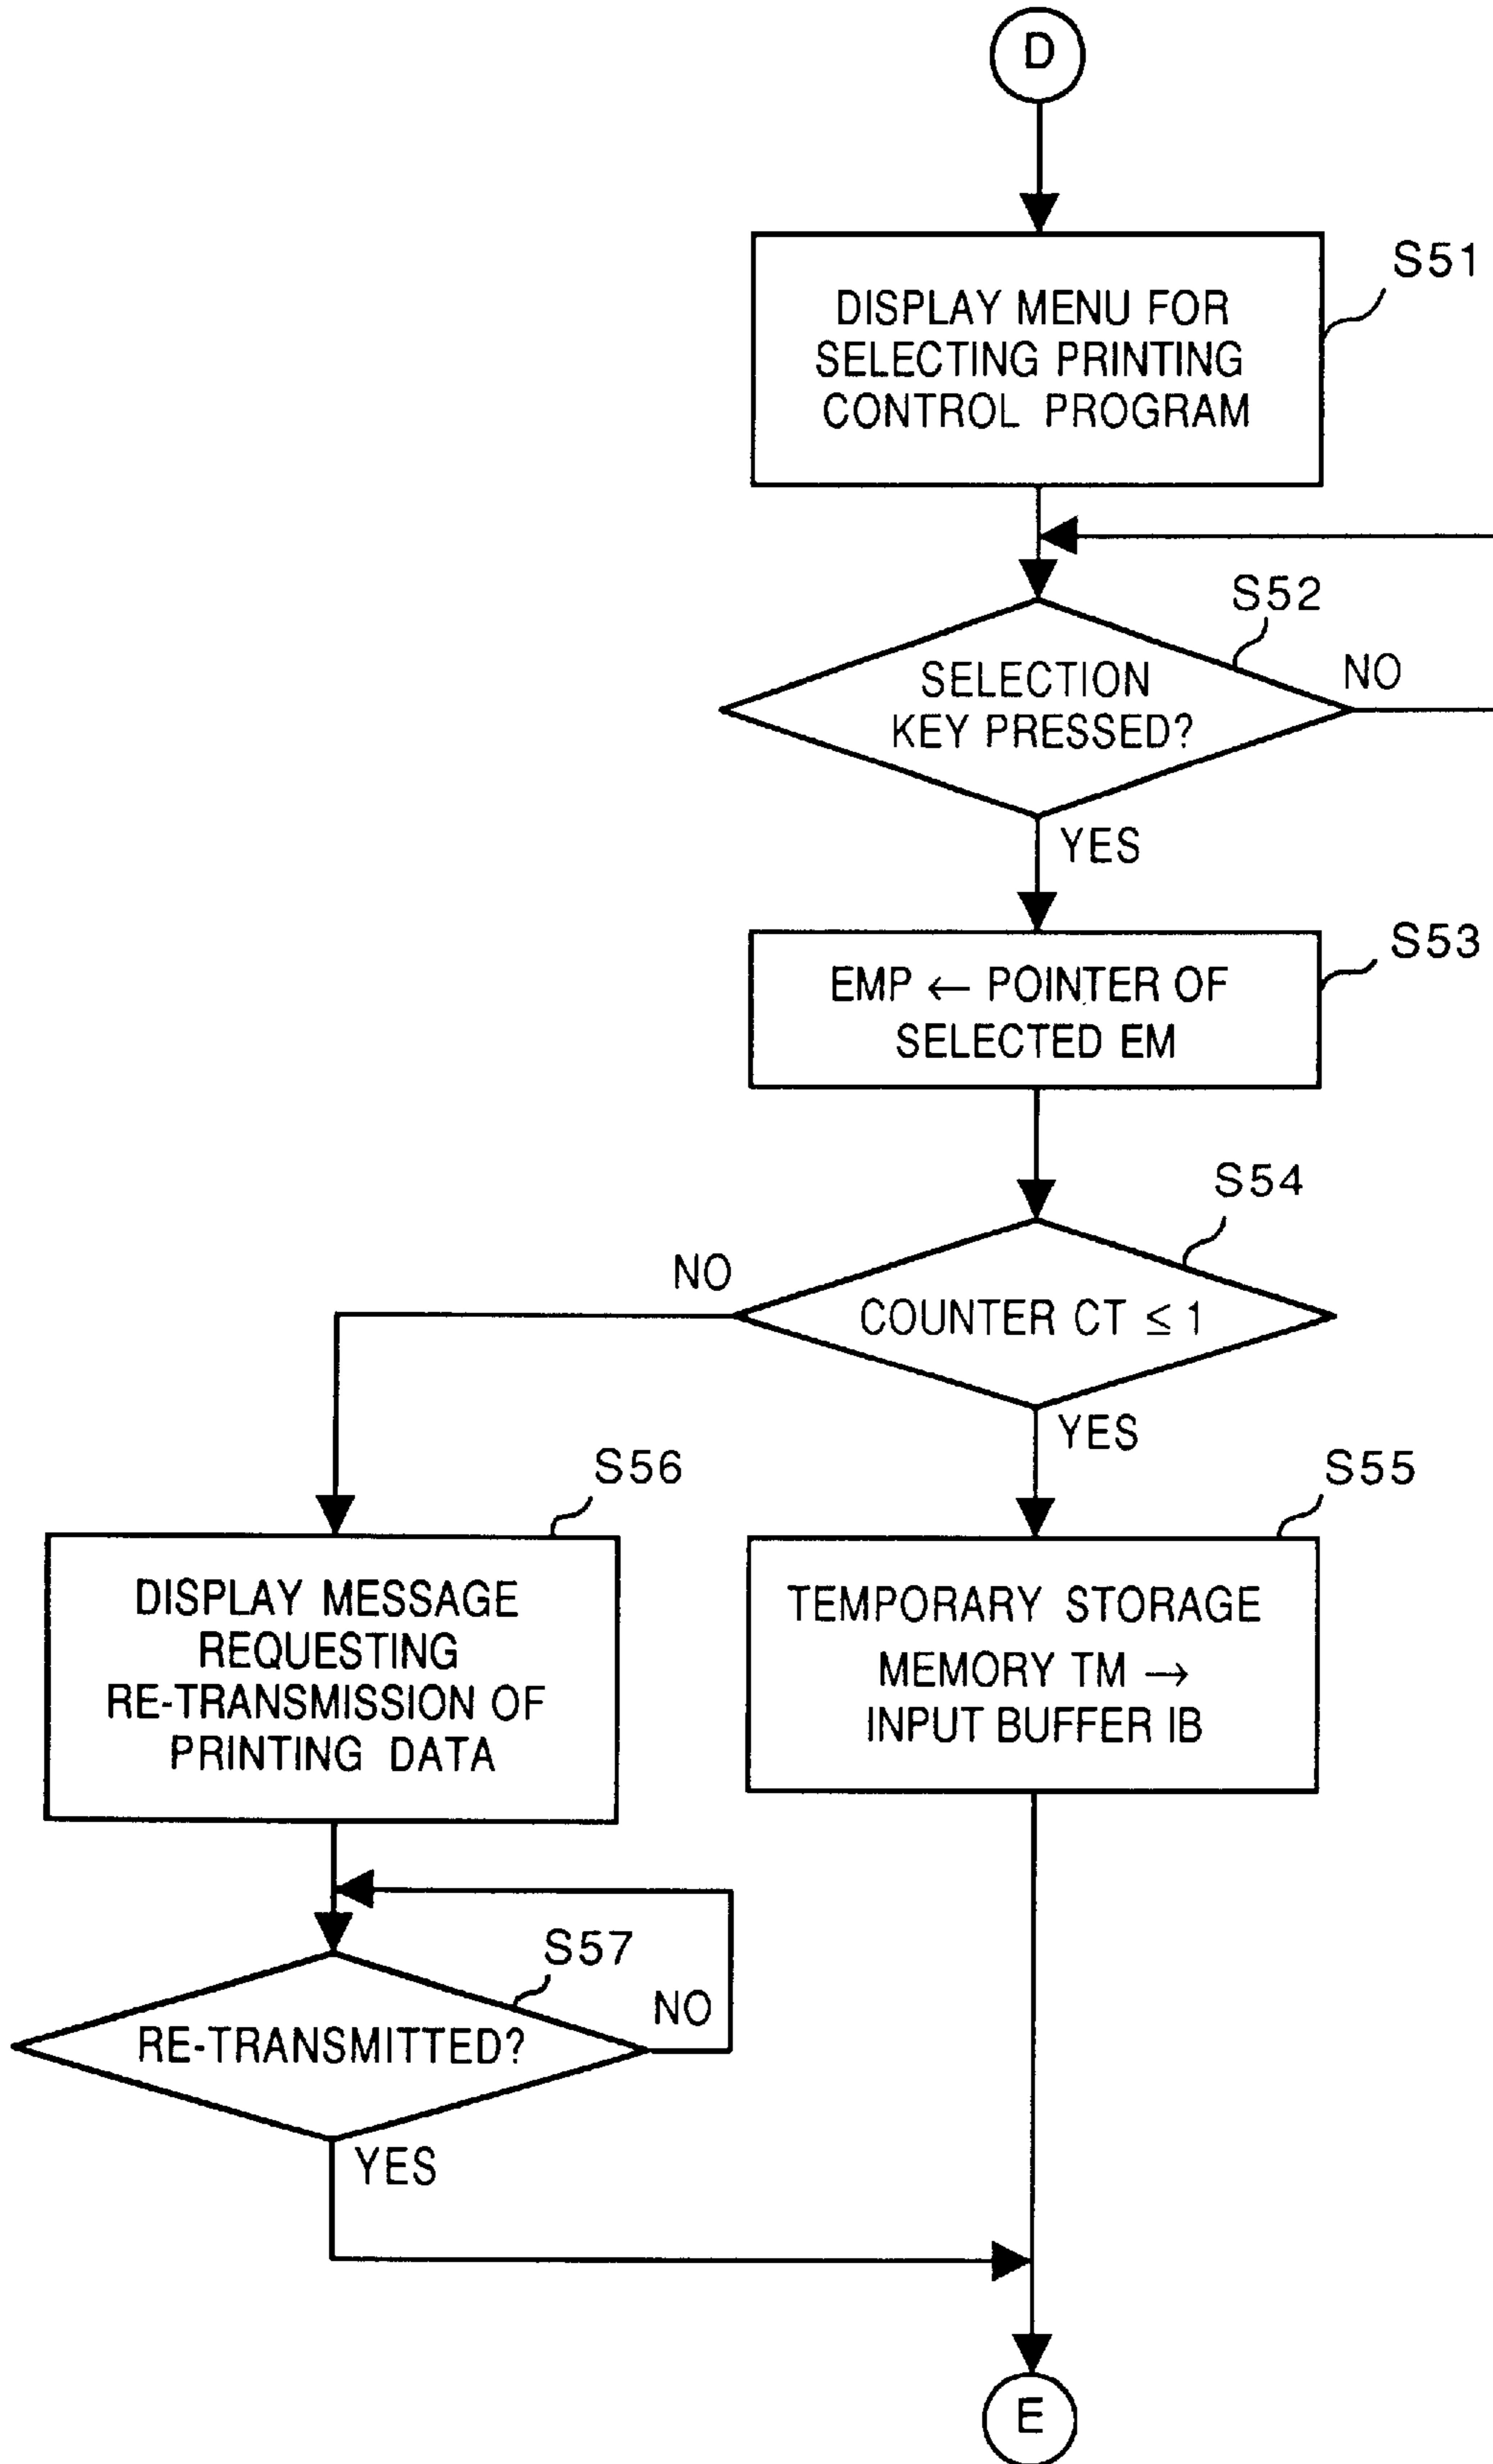 D
S51
DISPLAY MENU FOR
SELECTING PRINTING
CONTROL PROGRAM
S52
SELECTION
KEY PRESSED?
NO
YES
S53
EMP ← POINTER OF
SELECTED EM
S54
NO
COUNTER CT ≤ 1
YES
S56
S55
DISPLAY MESSAGE
REQUESTING
RE-TRANSMISSION OF
PRINTING DATA
TEMPORARY STORAGE
MEMORY TM →
INPUT BUFFER IB
S57
NO
RE-TRANSMITTED?
YES
E